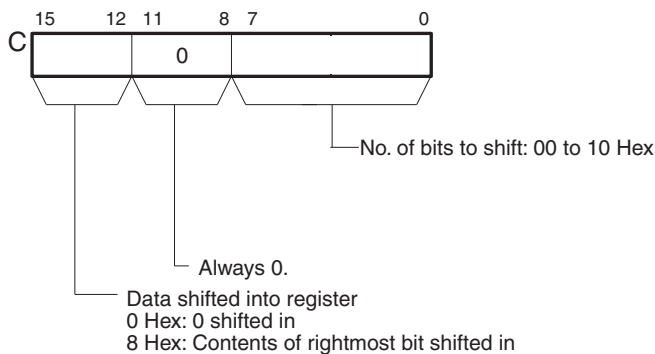 15 12 11 8 7 0
C
0
No. of bits to shift: 00 to 10 Hex
Always 0.
Data shifted into register
0 Hex: 0 shifted in
8 Hex: Contents of rightmost bit shifted in